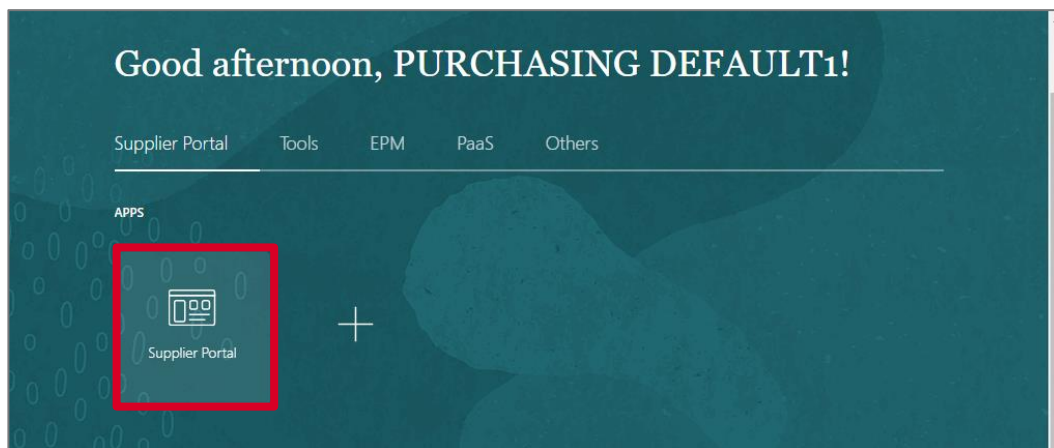 Good afternoon, PURCHASING DEFAULT1!
Supplier Portal Tools EPM PaaS Others
APPS
Supplier Portal